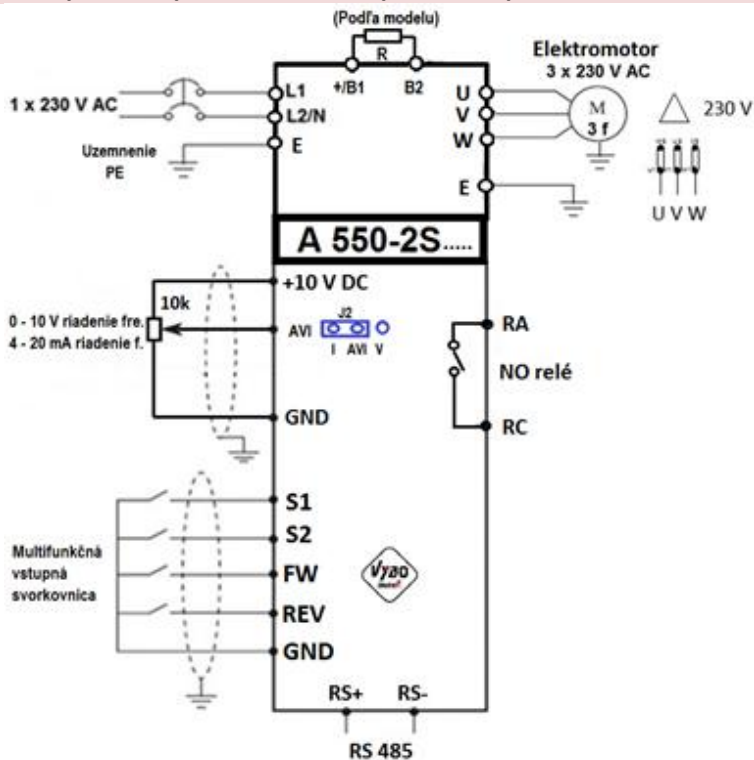 (Podľa modelu)
R
+/B1 B2
Elektromotor
3 x 230 V AC
1 x 230 V AC
L1
L2/N
E
Uzemnenie
PE
U
V
W
E
M
3 f
230 V
U V W
A 550-2S.....
+10 V DC
10k
0 - 10 V riadenie fre.
4 - 20 mA riadenie f.
AVI
J2
I AVI V
GND
RA
NO relé
RC
S1
S2
FW
REV
GND
Multifunkčná
vstupná
svorkovnica
Vybo
RS+ RS-
RS 485